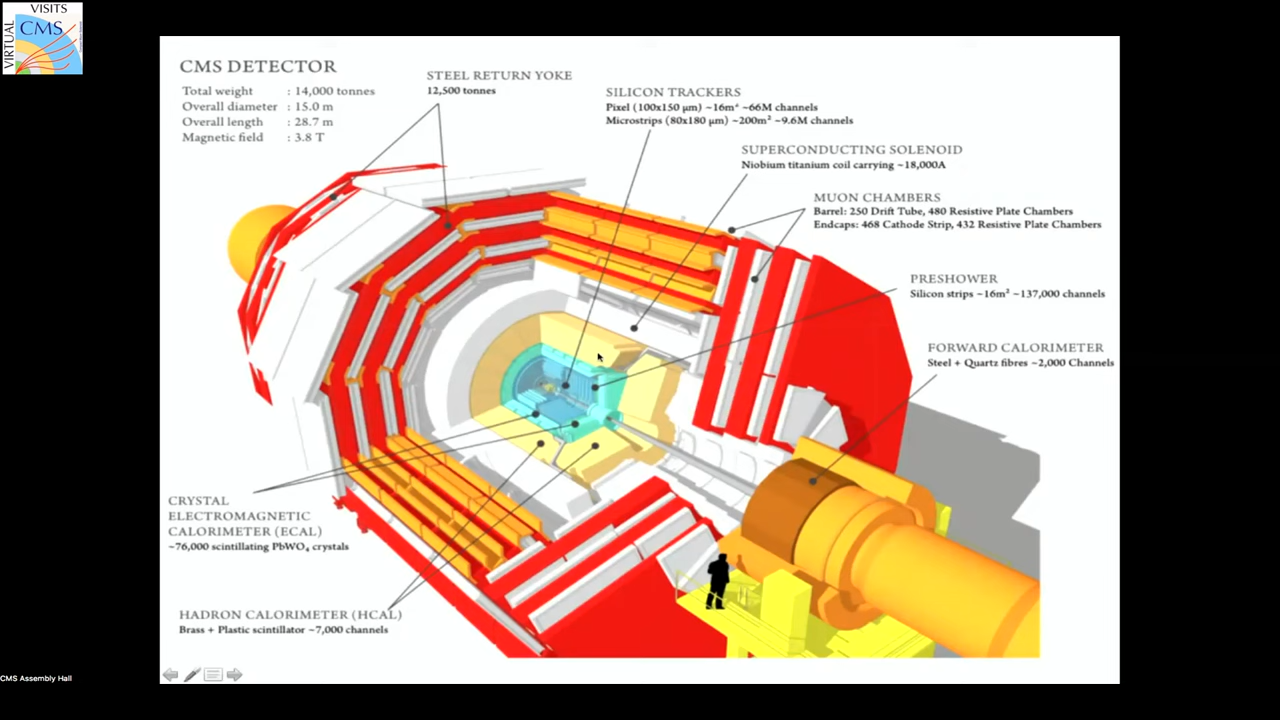 VISITS
CMS
VIRTUAL
CMS DETECTOR
Total weight : 14,000 tonnes
Overall diameter : 15.0 m
Overall length : 28.7 m
Magnetic field : 3.8 T
STEEL RETURN YOKE
12,500 tonnes
SILICON TRACKERS
Pixel (100x150 μm) ~16m² ~66M channels
Microstrips (80x180 μm) ~200m² ~9.6M channels
SUPERCONDUCTING SOLENOID
Niobium titanium coil carrying ~18,000A
MUON CHAMBERS
Barrel: 250 Drift Tube, 480 Resistive Plate Chambers
Endcaps: 468 Cathode Strip, 432 Resistive Plate Chambers
PRESHOWER
Silicon strips ~16m² ~137,000 channels
FORWARD CALORIMETER
Steel + Quartz fibres ~2,000 Channels
CRYSTAL
ELECTROMAGNETIC
CALORIMETER (ECAL)
~76,000 scintillating PbWO₄ crystals
HADRON CALORIMETER (HCAL)
Brass + Plastic scintillator ~7,000 channels
CMS Assembly Hall